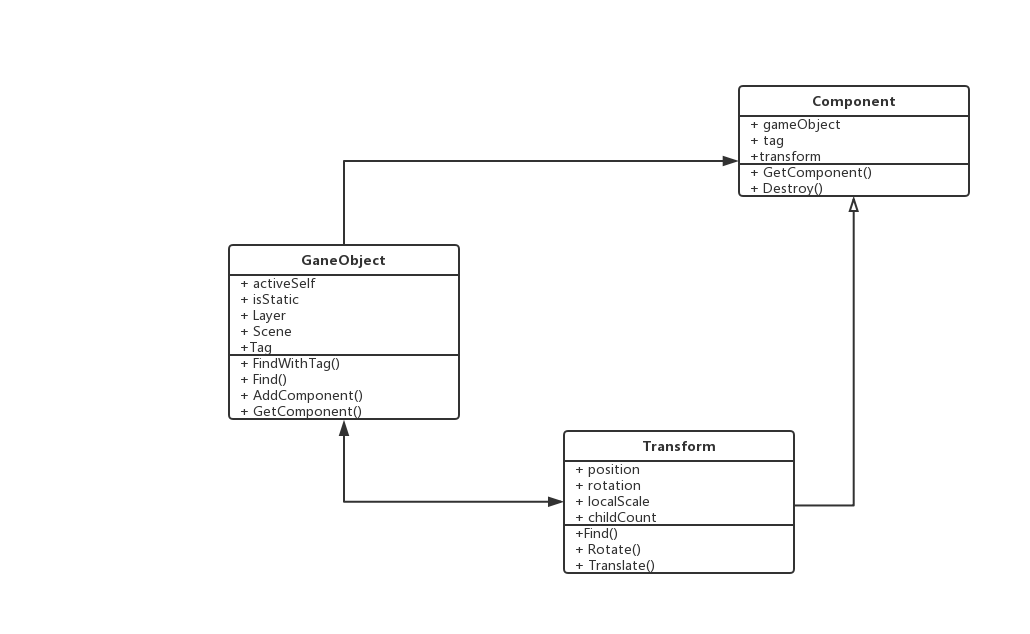 Component
+ gameObject
+ tag
+transform
+ GetComponent()
+ Destroy()
GaneObject
+ activeSelf
+ isStatic
+ Layer
+ Scene
+Tag
+ FindWithTag()
+ Find()
+ AddComponent()
+ GetComponent()
Transform
+ position
+ rotation
+ localScale
+ childCount
+Find()
+ Rotate()
+ Translate()